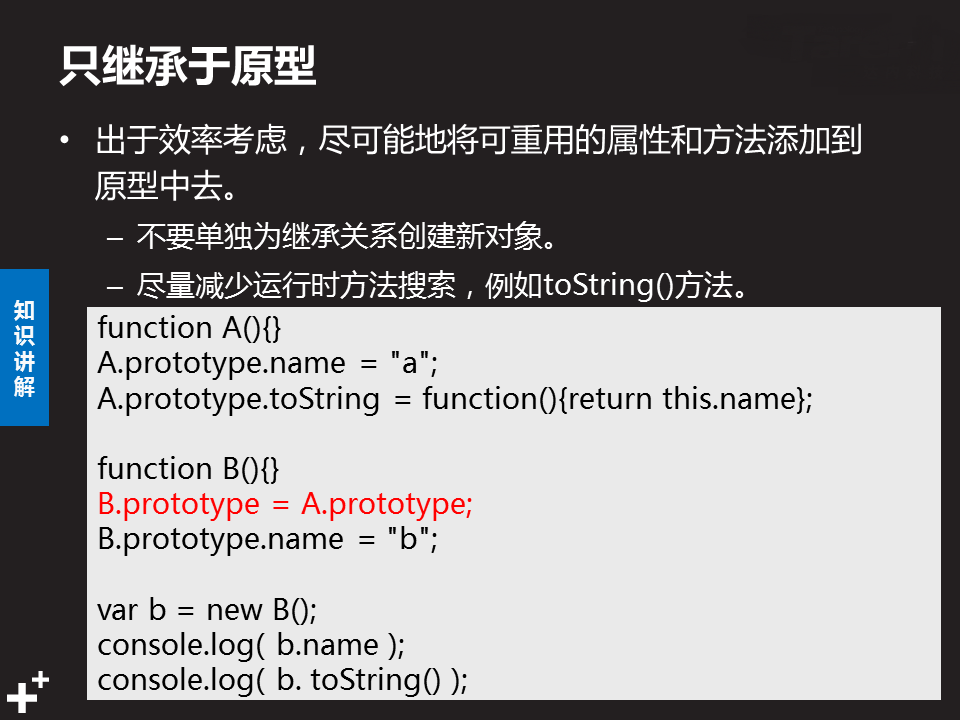 只继承于原型
• 出于效率考虑，尽可能地将可重用的属性和方法添加到
原型中去。
– 不要单独为继承关系创建新对象。
– 尽量减少运行时方法搜索，例如toString()方法。
知
识
讲
解
function A(){}
A.prototype.name = "a";
A.prototype.toString = function(){return this.name};
function B(){}
B.prototype = A.prototype;
B.prototype.name = "b";
var b = new B();
console.log( b.name );
console.log( b. toString() );